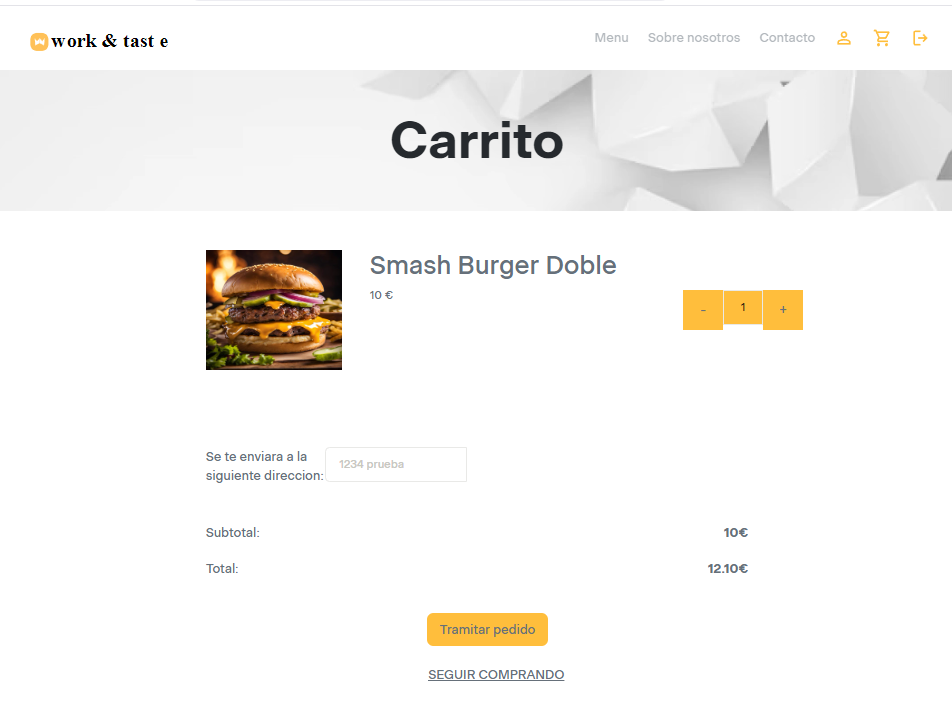 work & tast e
Menu Sobre nosotros Contacto
Carrito
Smash Burger Doble
10 €
- 1 +
Se te enviara a la
siguiente direccion:
1234 prueba
Subtotal: 10€
Total: 12.10€
Tramitar pedido
SEGUIR COMPRANDO